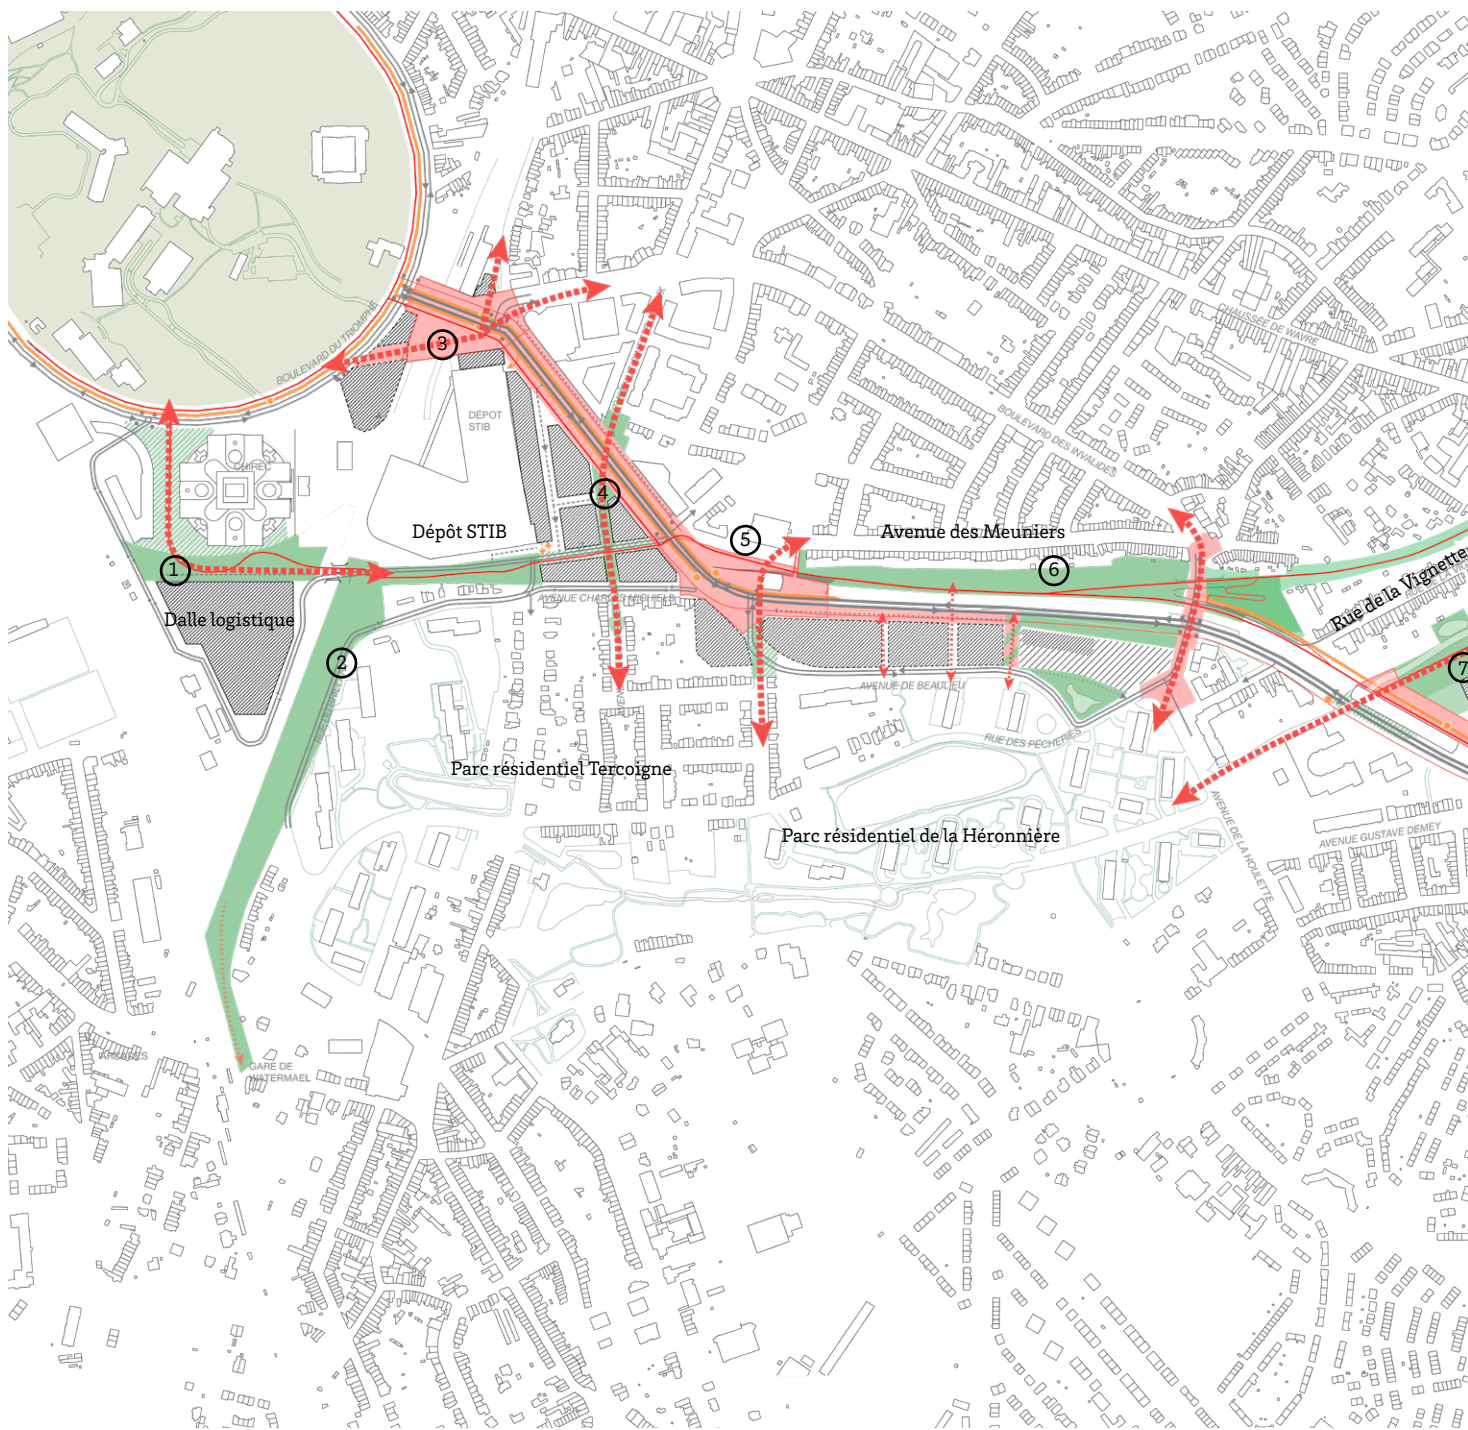 BOULEVARD DU TRIOMPHE
CHAUSSÉE DE WAVRE
3
DÉPOT
STIB
BOULEVARD DES INVALIDES
CHIREC
4
Dépôt STIB
5
Avenue des Meuniers
1
6
Rue de la Vignette
AVENUE CHARLES MICHIELS
Dalle logistique
2
7
AVENUE DE BEAULIEU
RUE DES PÊCHERIES
Parc résidentiel Tercoigne
AVENUE DE LA HOULETTE
Parc résidentiel de la Héronnière
AVENUE GUSTAVE DEMEY
ARCADES
GARE DE
WATERMAEL